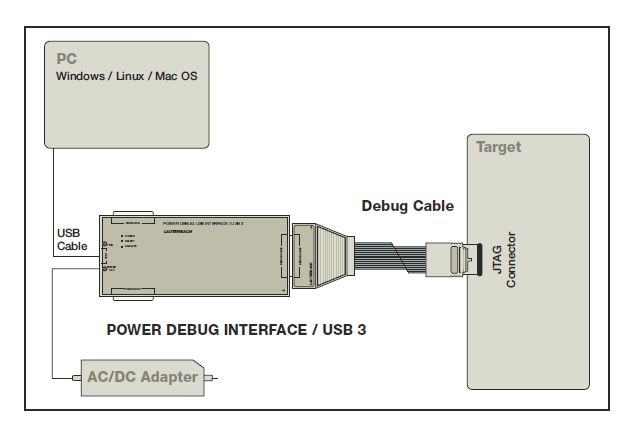 PC
Windows / Linux / Mac OS
Target
Debug Cable
USB
Cable
POWER DEBUG USB INTERFACE / USB 3
LAUTERBACH
JTAG
Connector
POWER DEBUG INTERFACE / USB 3
AC/DC Adapter